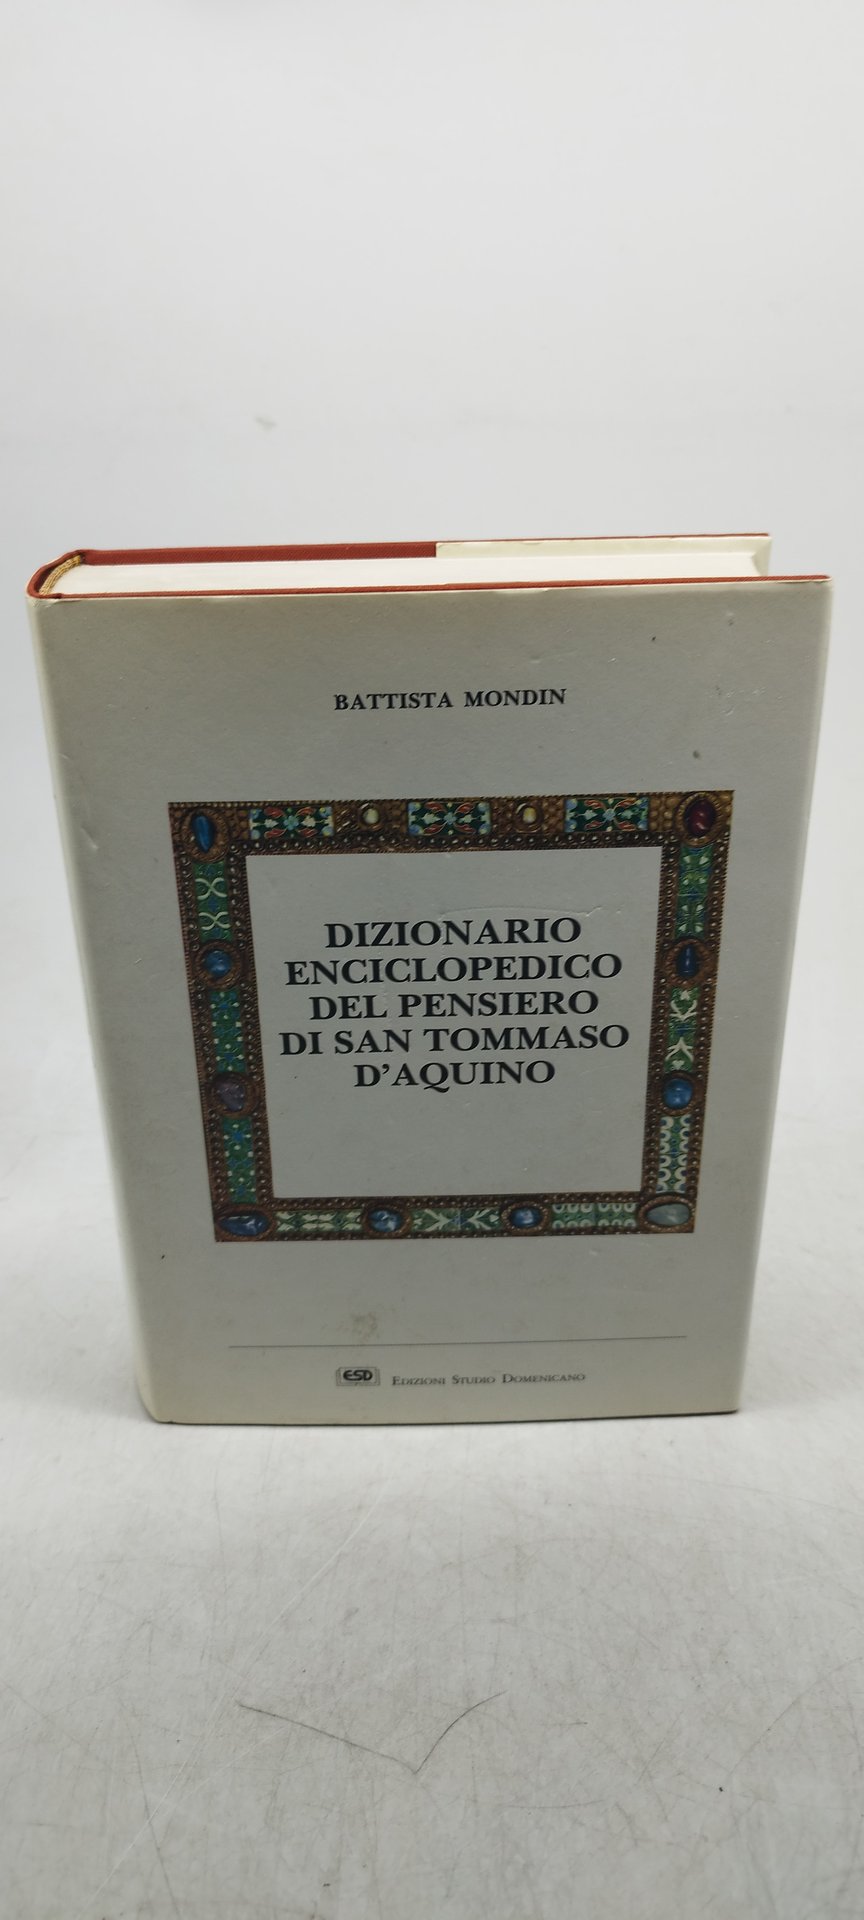 BATTISTA MONDIN
DIZIONARIO
ENCICLOPEDICO
DEL PENSIERO
DI SAN TOMMASO
D'AQUINO
ESD EDIZIONI STUDIO DOMENICANO